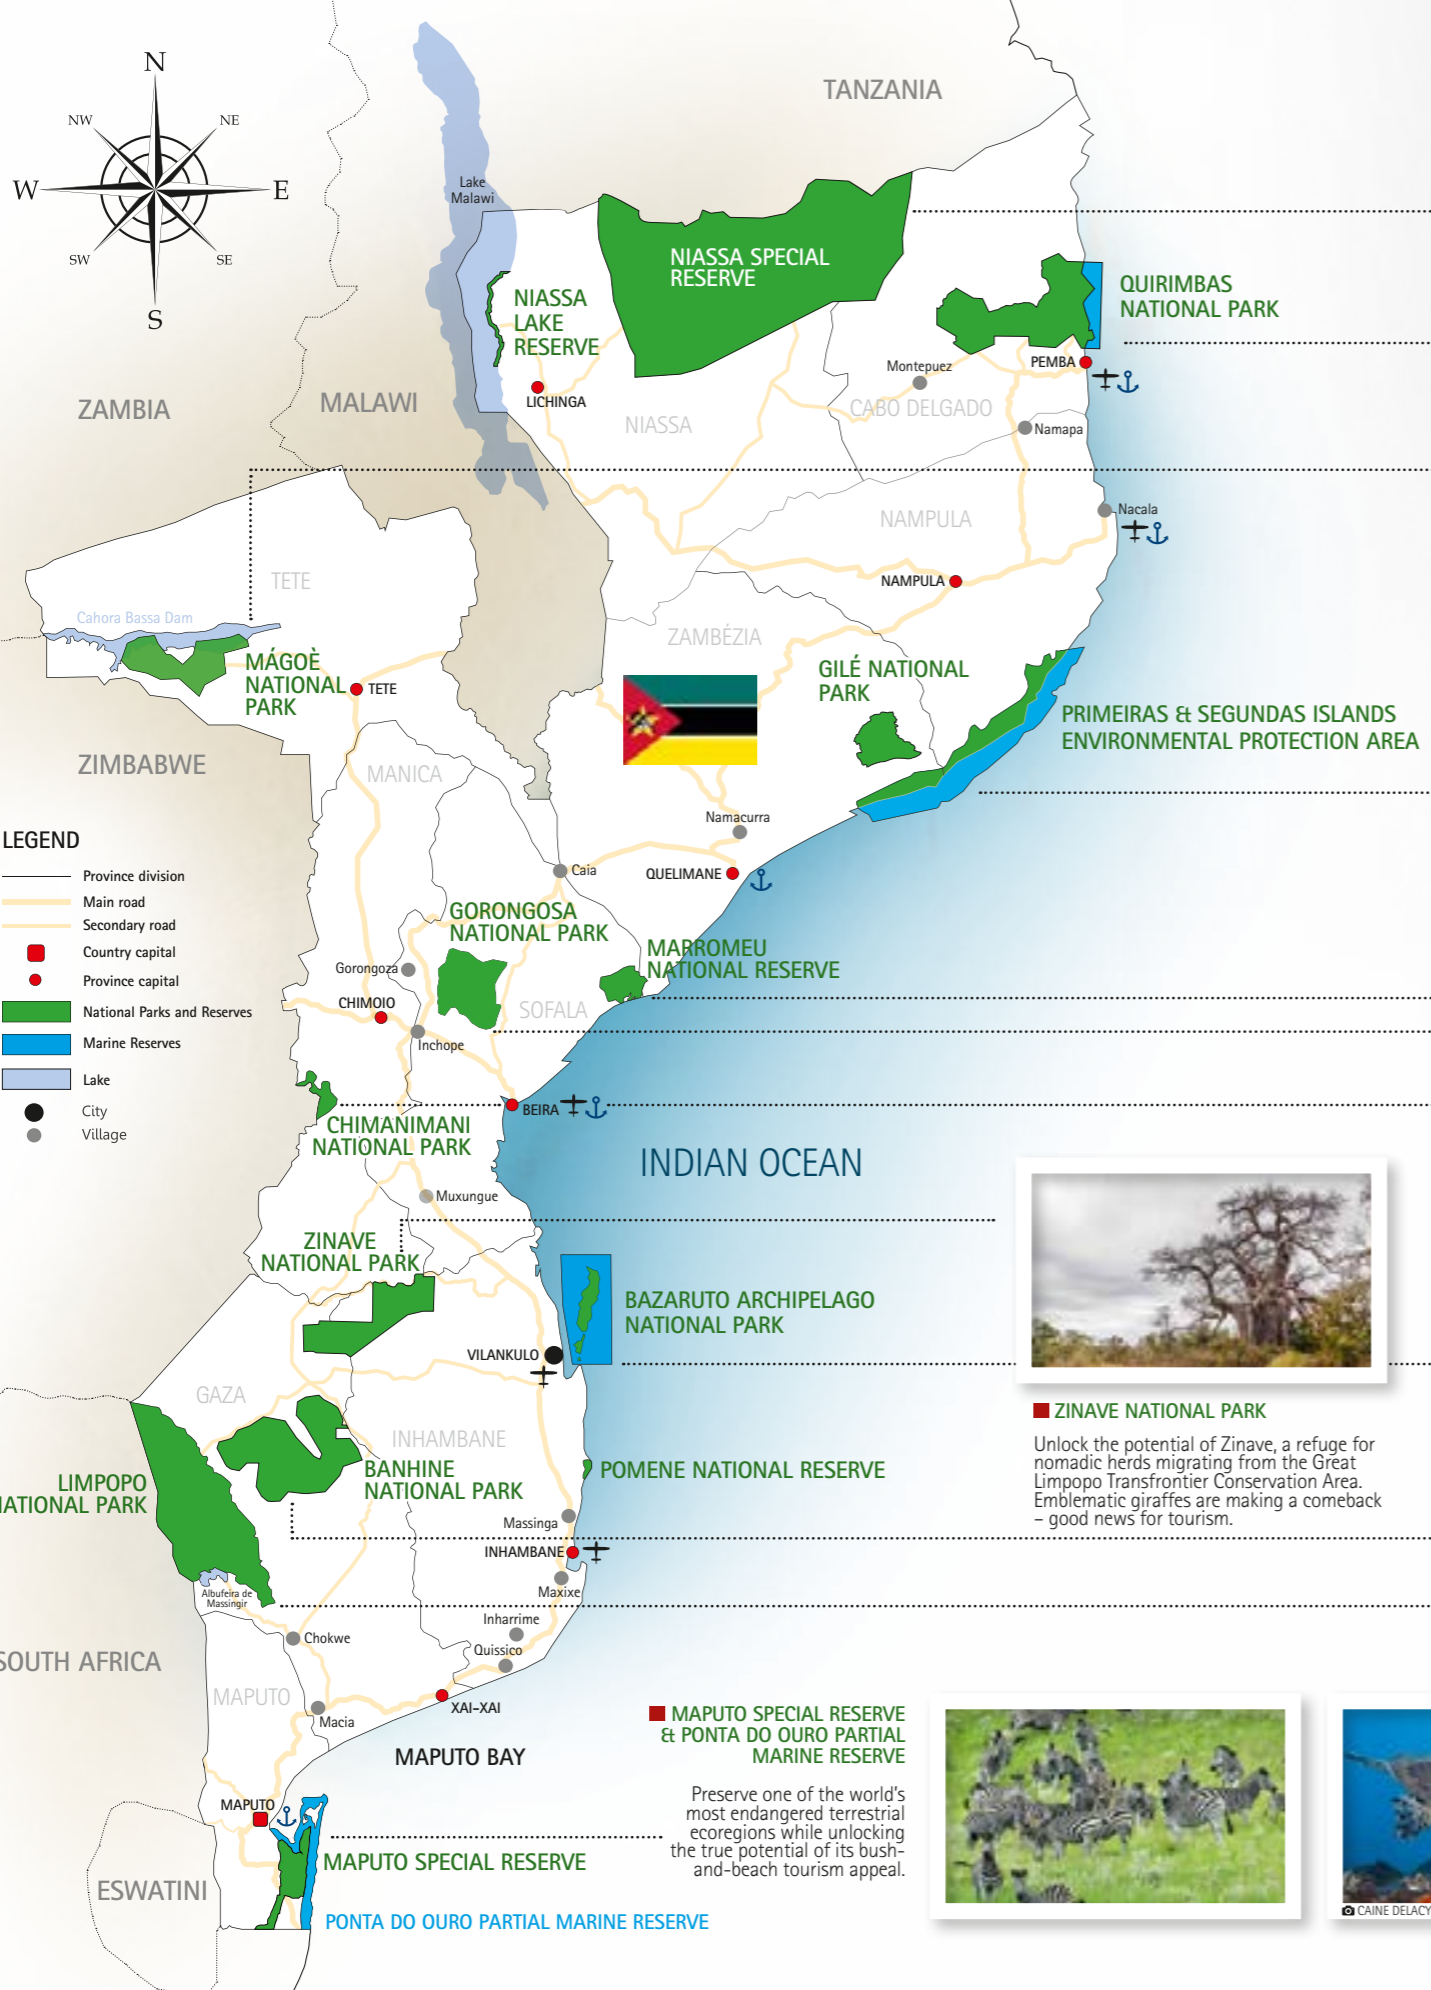 N
NW
NE
W
E
SW
SE
S
TANZANIA
Lake
Malawi
NIASSA SPECIAL
RESERVE
NIASSA
LAKE
RESERVE
QUIRIMBAS
NATIONAL PARK
Montepuez
PEMBA
LICHINGA
ZAMBIA
MALAWI
NIASSA
CABO DELGADO
Namapa
Nacala
NAMPULA
TETE
NAMPULA
Cahora Bassa Dam
ZAMBÉZIA
MÁGOÈ
NATIONAL
PARK
TETE
GILÉ NATIONAL
PARK
PRIMEIRAS & SEGUNDAS ISLANDS
ENVIRONMENTAL PROTECTION AREA
ZIMBABWE
MANICA
Namacurra
LEGEND
Province division
Main road
Secondary road
Country capital
Province capital
National Parks and Reserves
Marine Reserves
Lake
City
Village
Caia
QUELIMANE
GORONGOSA
NATIONAL PARK
MARROMEU
NATIONAL RESERVE
Gorongoza
CHIMOIO
SOFALA
Inchope
BEIRA
CHIMANIMANI
NATIONAL PARK
INDIAN OCEAN
Muxungue
ZINAVE
NATIONAL PARK
BAZARUTO ARCHIPELAGO
NATIONAL PARK
VILANKULO
GAZA
INHAMBANE
ZINAVE NATIONAL PARK
Unlock the potential of Zinave, a refuge for
nomadic herds migrating from the Great
Limpopo Transfrontier Conservation Area.
Emblematic giraffes are making a comeback
– good news for tourism.
LIMPOPO
NATIONAL PARK
BANHINE
NATIONAL PARK
POMENE NATIONAL RESERVE
Massinga
INHAMBANE
Maxixe
Albufeira de
Massingir
Inharrime
Chokwe
Quissico
SOUTH AFRICA
MAPUTO
XAI-XAI
Macia
MAPUTO BAY
MAPUTO SPECIAL RESERVE
& PONTA DO OURO PARTIAL
MARINE RESERVE
Preserve one of the world's
most endangered terrestrial
ecoregions while unlocking
the true potential of its bush-
and-beach tourism appeal.
MAPUTO
MAPUTO SPECIAL RESERVE
ESWATINI
PONTA DO OURO PARTIAL MARINE RESERVE
CAINE DELACY